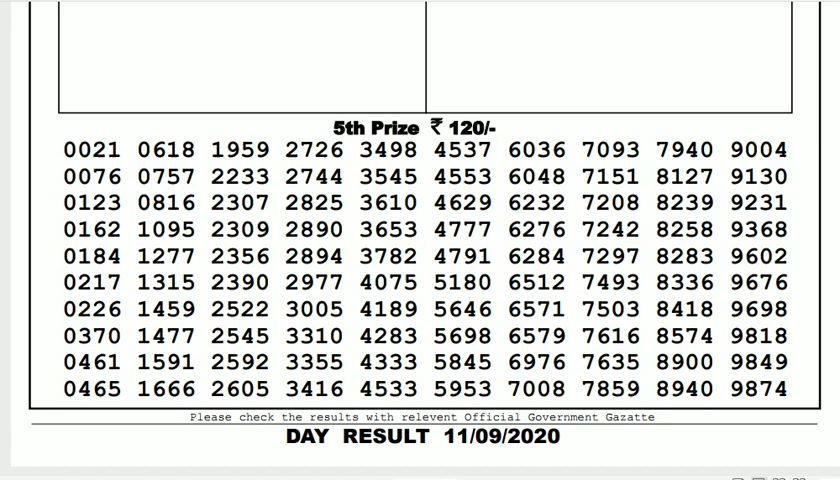 5th Prize ₹ 120/-
0021 0618 1959 2726 3498 4537 6036 7093 7940 9004
0076 0757 2233 2744 3545 4553 6048 7151 8127 9130
0123 0816 2307 2825 3610 4629 6232 7208 8239 9231
0162 1095 2309 2890 3653 4777 6276 7242 8258 9368
0184 1277 2356 2894 3782 4791 6284 7297 8283 9602
0217 1315 2390 2977 4075 5180 6512 7493 8336 9676
0226 1459 2522 3005 4189 5646 6571 7503 8418 9698
0370 1477 2545 3310 4283 5698 6579 7616 8574 9818
0461 1591 2592 3355 4333 5845 6976 7635 8900 9849
0465 1666 2605 3416 4533 5953 7008 7859 8940 9874
Please check the results with relevent Official Government Gazatte
DAY RESULT 11/09/2020